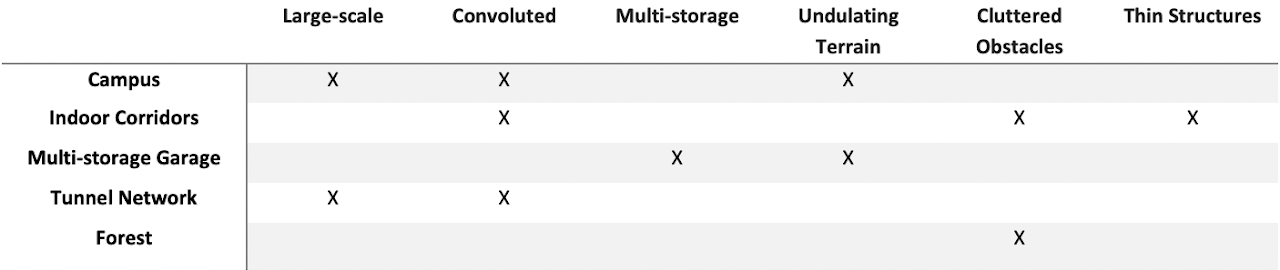 Large-scale Convoluted Multi-storage Undulating Terrain Cluttered Obstacles Thin Structures
Campus X X X
Indoor Corridors X X X
Multi-storage Garage X X
Tunnel Network X X
Forest X